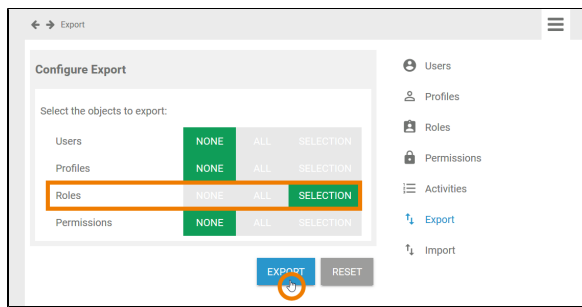 Export
Configure Export
Select the objects to export:
Users NONE ALL SELECTION
Profiles NONE ALL SELECTION
Roles NONE ALL SELECTION
Permissions NONE ALL SELECTION
EXPORT RESET
Users
Profiles
Roles
Permissions
Activities
Export
Import